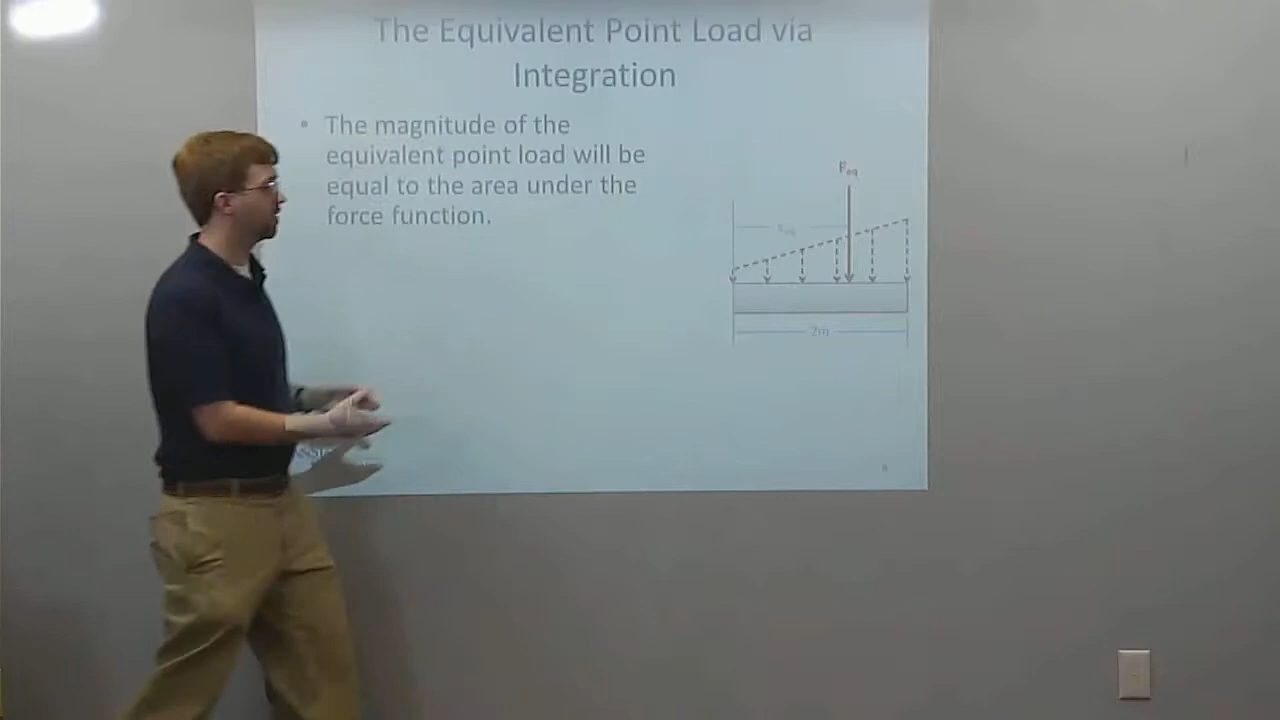 The Equivalent Point Load via
Integration
• The magnitude of the
equivalent point load will be
equal to the area under the
force function.
Feq
xeq
2m